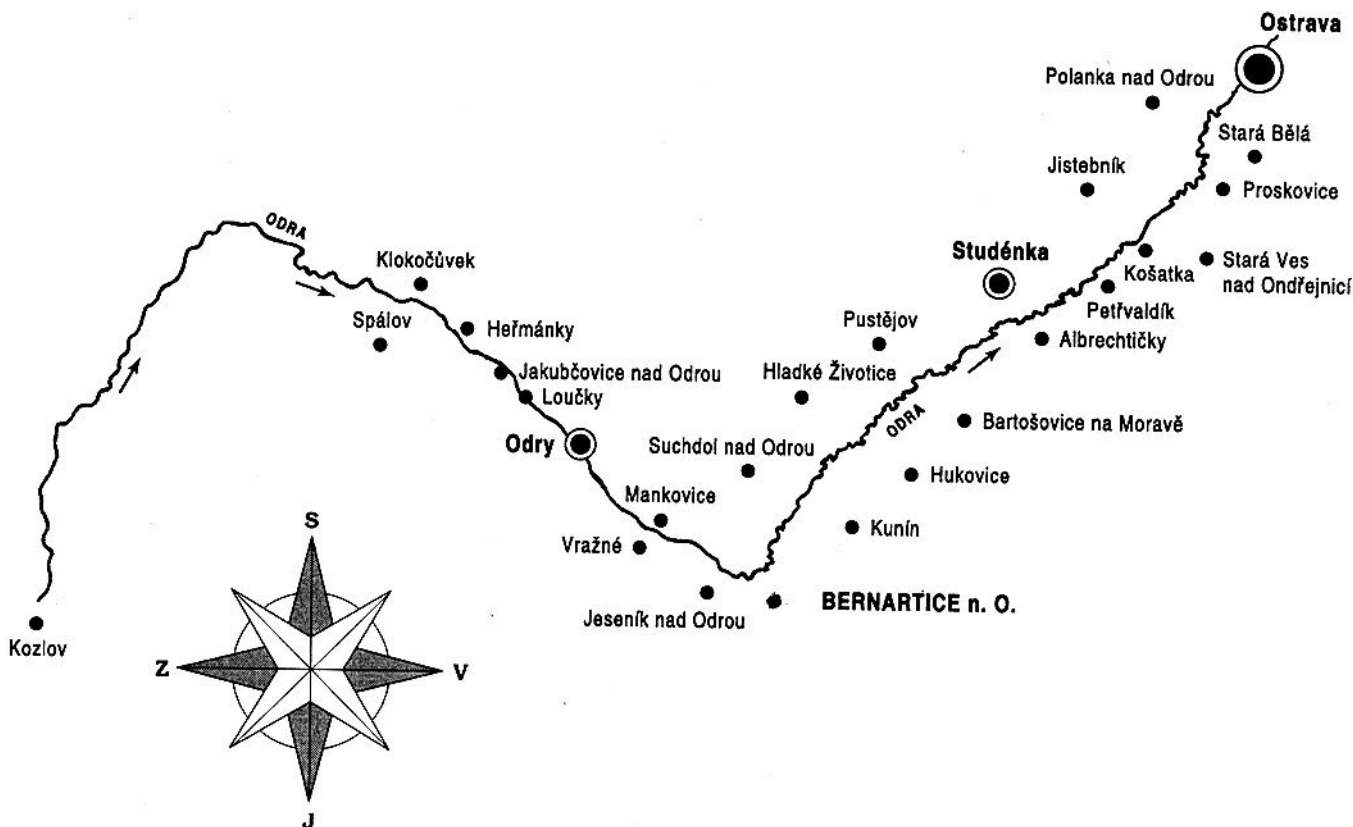 Ostrava
Polanka nad Odrou
Stará Bělá
Jistebník
Proskovice
ODRA
Klokočůvek
Studénka
Košatka
Stará Ves
nad Ondřejnicí
Spálov
Heřmánky
Pustějov
Petřvaldík
Albrechtičky
Jakubčovice nad Odrou
Hladké Životice
Loučky
ODRA
Bartošovice na Moravě
Odry
Suchdol nad Odrou
Hukovice
Mankovice
Kunín
Vražné
S
BERNARTICE n. O.
Jeseník nad Odrou
Kozlov
Z
V
J